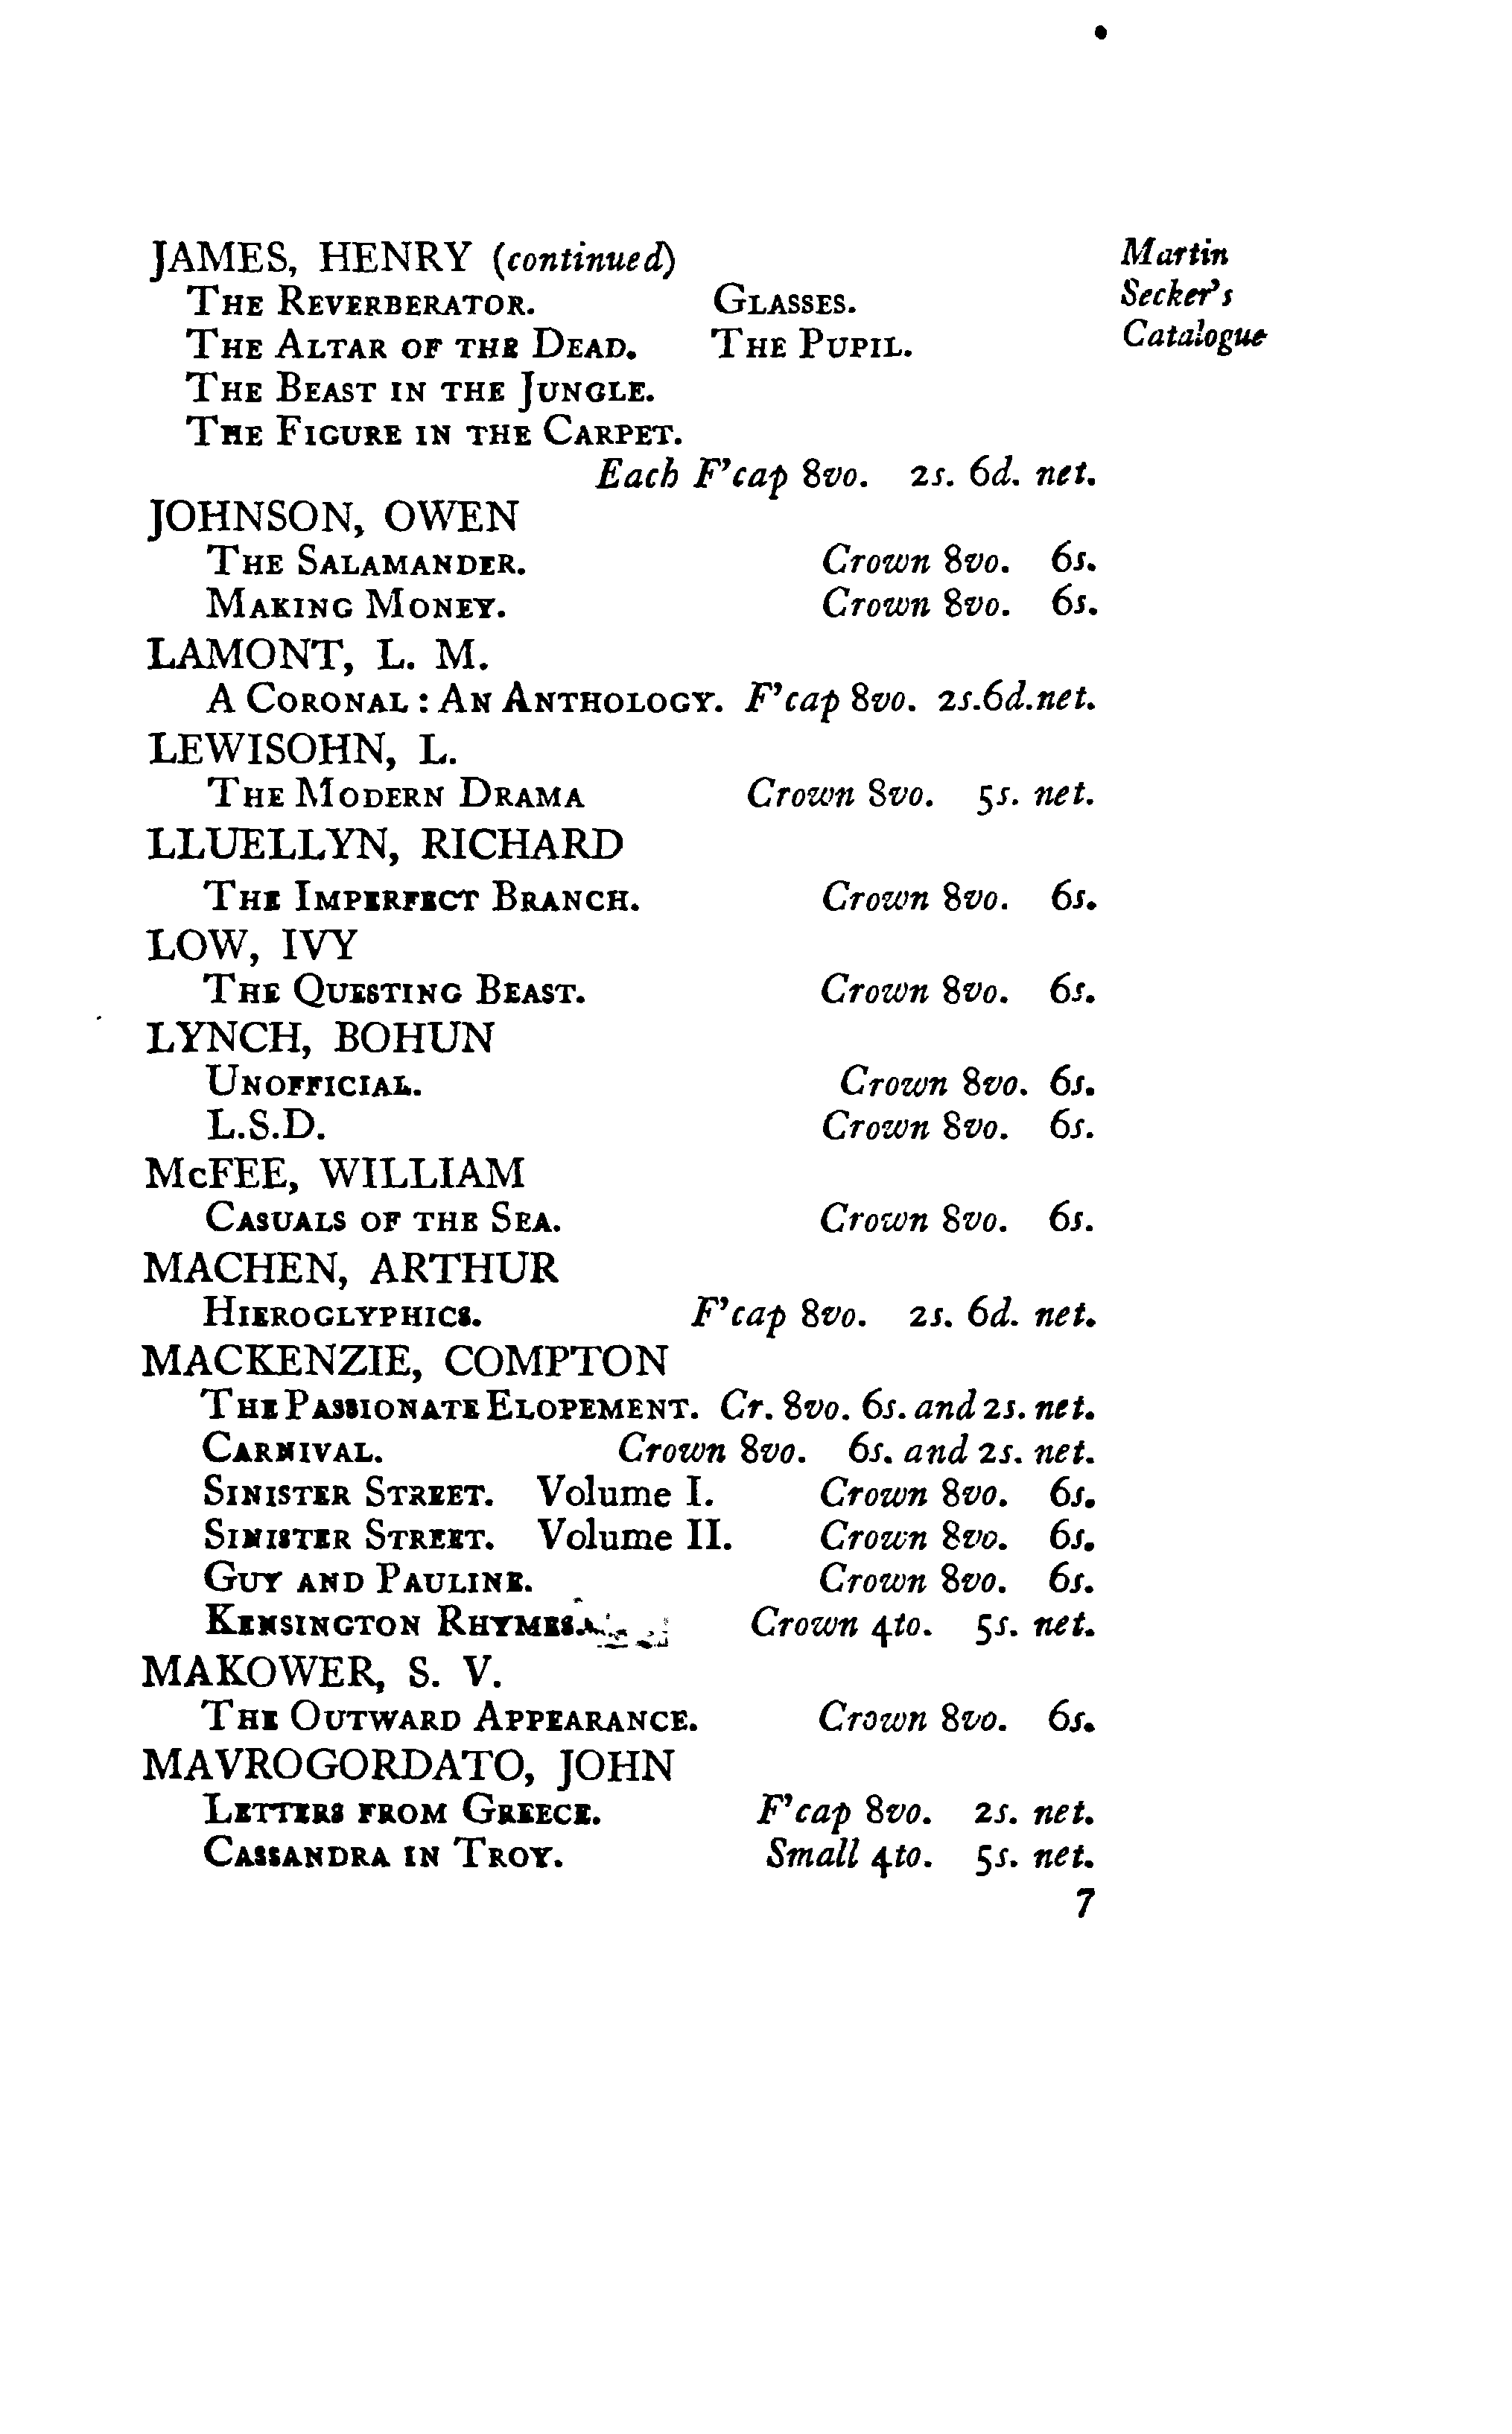 Martin
Secker's
Catalogue
JAMES, HENRY (continued)
THE REVERBERATOR. GLASSES.
THE ALTAR OF THE DEAD. THE PUPIL.
THE BEAST IN THE JUNGLE.
THE FIGURE IN THE CARPET.
Each F'cap 8vo. 2s. 6d. net.
JOHNSON, OWEN
THE SALAMANDER. Crown 8vo. 6s.
MAKING MONEY. Crown 8vo. 6s.
LAMONT, L. M.
A CORONAL : AN ANTHOLOGY. F'cap 8vo. 2s.6d.net.
LEWISOHN, L.
THE MODERN DRAMA Crown 8vo. 5s. net.
LLUELLYN, RICHARD
THE IMPERFECT BRANCH. Crown 8vo. 6s.
LOW, IVY
THE QUESTING BEAST. Crown 8vo. 6s.
LYNCH, BOHUN
UNOFFICIAL. Crown 8vo. 6s.
L.S.D. Crown 8vo. 6s.
McFEE, WILLIAM
CASUALS OF THE SEA. Crown 8vo. 6s.
MACHEN, ARTHUR
HIEROGLYPHICS. F'cap 8vo. 2s. 6d. net.
MACKENZIE, COMPTON
THE PASSIONATE ELOPEMENT. Cr. 8vo. 6s. and 2s. net.
CARNIVAL. Crown 8vo. 6s. and 2s. net.
SINISTER STREET. Volume I. Crown 8vo. 6s.
SINISTER STREET. Volume II. Crown 8vo. 6s.
GUY AND PAULINE. Crown 8vo. 6s.
KENSINGTON RHYMES. Crown 4to. 5s. net.
MAKOWER, S. V.
THE OUTWARD APPEARANCE. Crown 8vo. 6s.
MAVROGORDATO, JOHN
LETTERS FROM GREECE. F'cap 8vo. 2s. net.
CASSANDRA IN TROY. Small 4to. 5s. net.
7